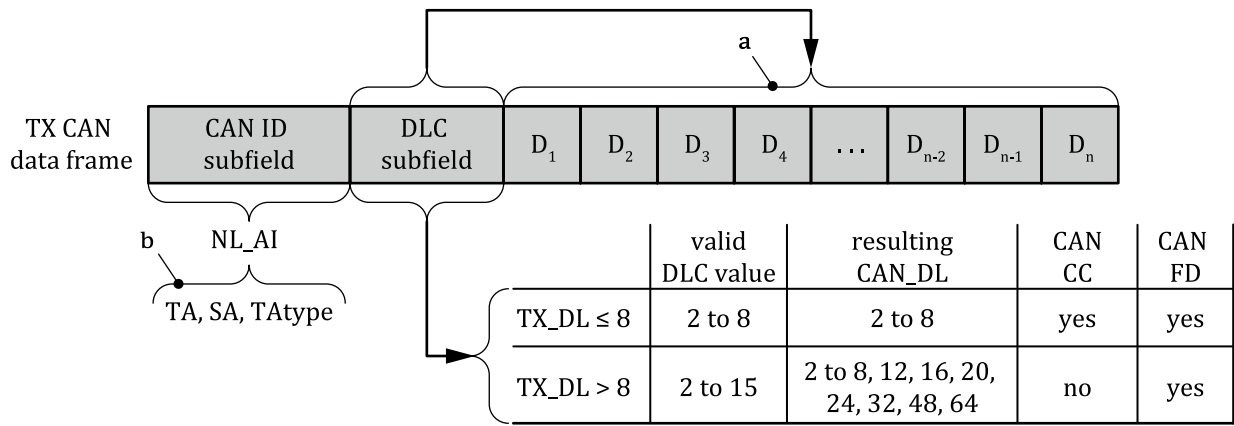 a
TX CAN
data frame
CAN ID
subfield
DLC
subfield
D1
D2
D3
D4
...
Dn-2
Dn-1
Dn
b
NL_AI
TA, SA, TAtype
valid
DLC value
resulting
CAN_DL
CAN
CC
CAN
FD
TX_DL ≤ 8
2 to 8
2 to 8
yes
yes
TX_DL > 8
2 to 15
2 to 8, 12, 16, 20,
24, 32, 48, 64
no
yes